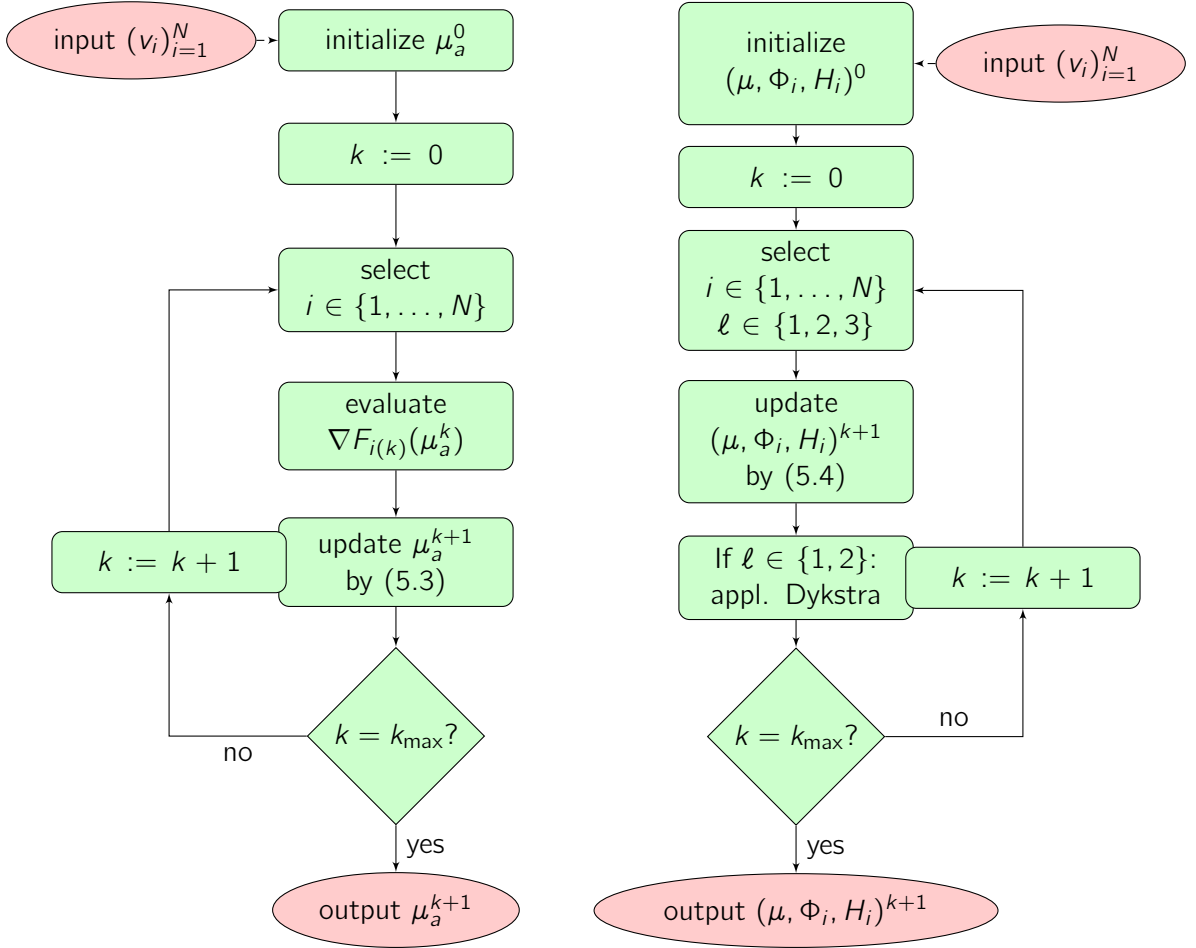 input (v_i)_{i=1}^N
initialize μ_a^0
k := 0
select
i ∈ {1, . . . , N}
evaluate
∇F_{i(k)}(μ_a^k)
update μ_a^{k+1}
by (5.3)
k := k + 1
k = k_max?
no
yes
output μ_a^{k+1}
initialize
(μ, Φ_i, H_i)^0
input (v_i)_{i=1}^N
k := 0
select
i ∈ {1, . . . , N}
ℓ ∈ {1, 2, 3}
update
(μ, Φ_i, H_i)^{k+1}
by (5.4)
If ℓ ∈ {1, 2}:
appl. Dykstra
k := k + 1
k = k_max?
no
yes
output (μ, Φ_i, H_i)^{k+1}